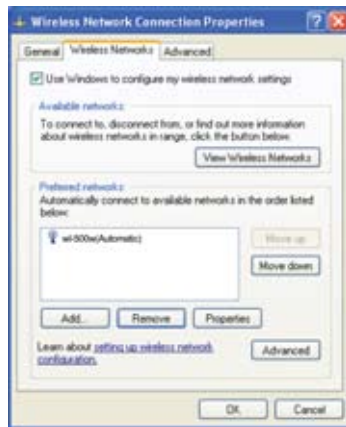 Wireless Network Connection Properties
General Wireless Networks Advanced
Use Windows to configure my wireless network settings
Available networks:
To connect to, disconnect from, or find out more information
about wireless networks in range, click the button below.
View Wireless Networks
Preferred networks:
Automatically connect to available networks in the order listed
below:
wl-500w(Automatic)
Move up
Move down
Add... Remove Properties
Learn about setting up wireless network
configuration.
Advanced
OK Cancel